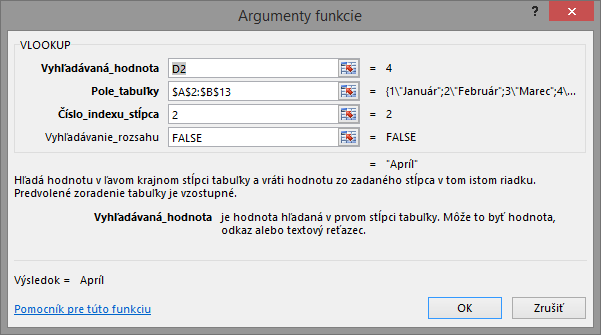 Argumenty funkcie
? ×
VLOOKUP
Vyhľadávaná_hodnota D2 = 4
Pole_tabuľky $A$2:$B$13 = {1\"Január";2\"Február";3\"Marec";4\...
Číslo_indexu_stĺpca 2 = 2
Vyhľadávanie_rozsahu FALSE = FALSE
= "Apríl"
Hľadá hodnotu v ľavom krajnom stĺpci tabuľky a vráti hodnotu zo zadaného stĺpca v tom istom riadku.
Predvolené zoradenie tabuľky je vzostupné.
Vyhľadávaná_hodnota je hodnota hľadaná v prvom stĺpci tabuľky. Môže to byť hodnota,
odkaz alebo textový reťazec.
Výsledok = Apríl
Pomocník pre túto funkciu
OK
Zrušiť